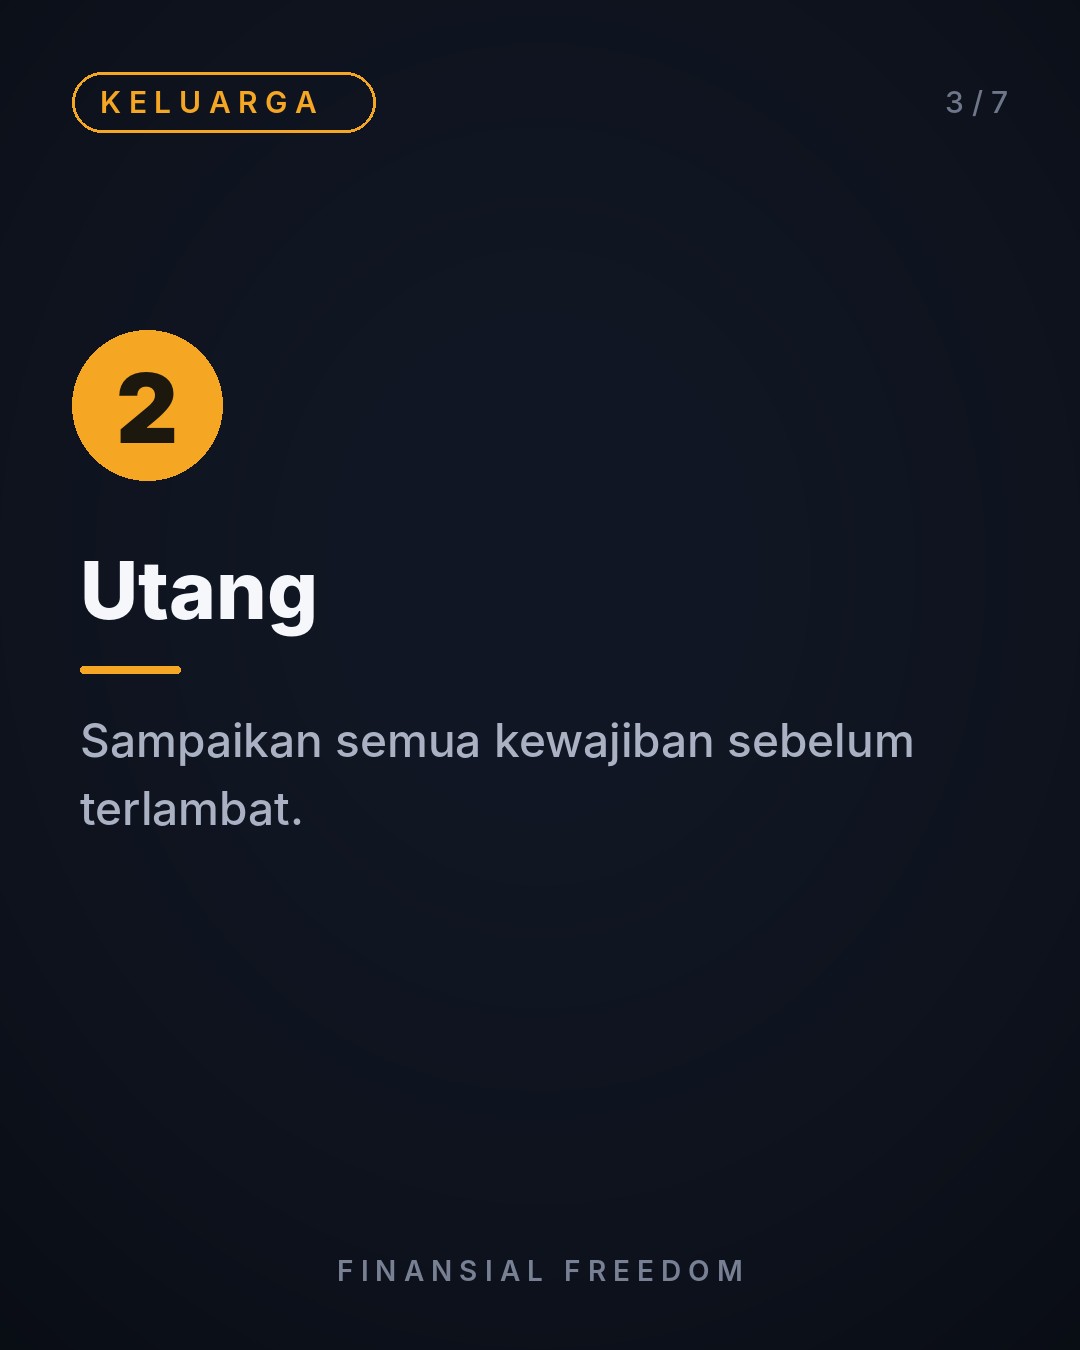 KELUARGA
3 / 7
2
Utang
Sampaikan semua kewajiban sebelum
terlambat.
FINANSIAL FREEDOM